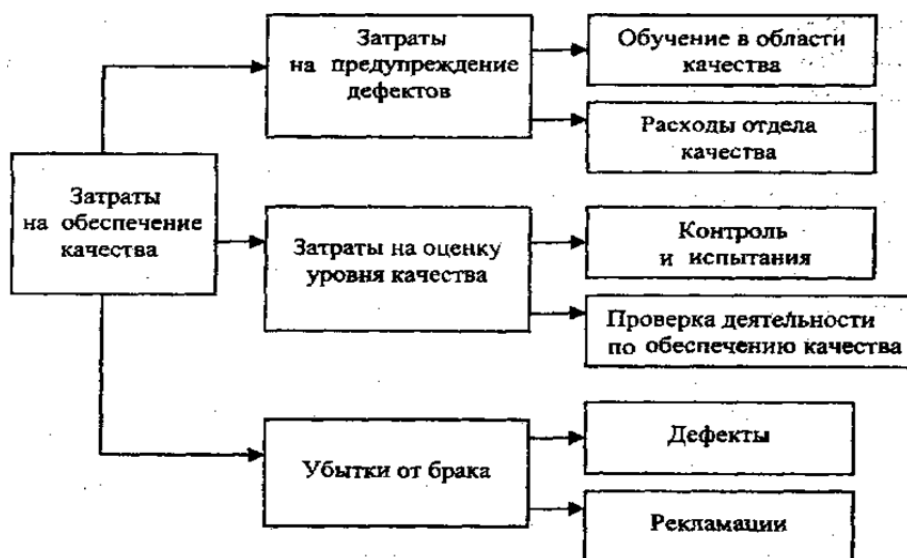 Затраты
на предупреждение
дефектов
Обучение в области
качества
Расходы отдела
качества
Затраты
на обеспечение
качества
Затраты на оценку
уровня качества
Контроль
и испытания
Проверка деятельности
по обеспечению качества
Убытки от брака
Дефекты
Рекламации